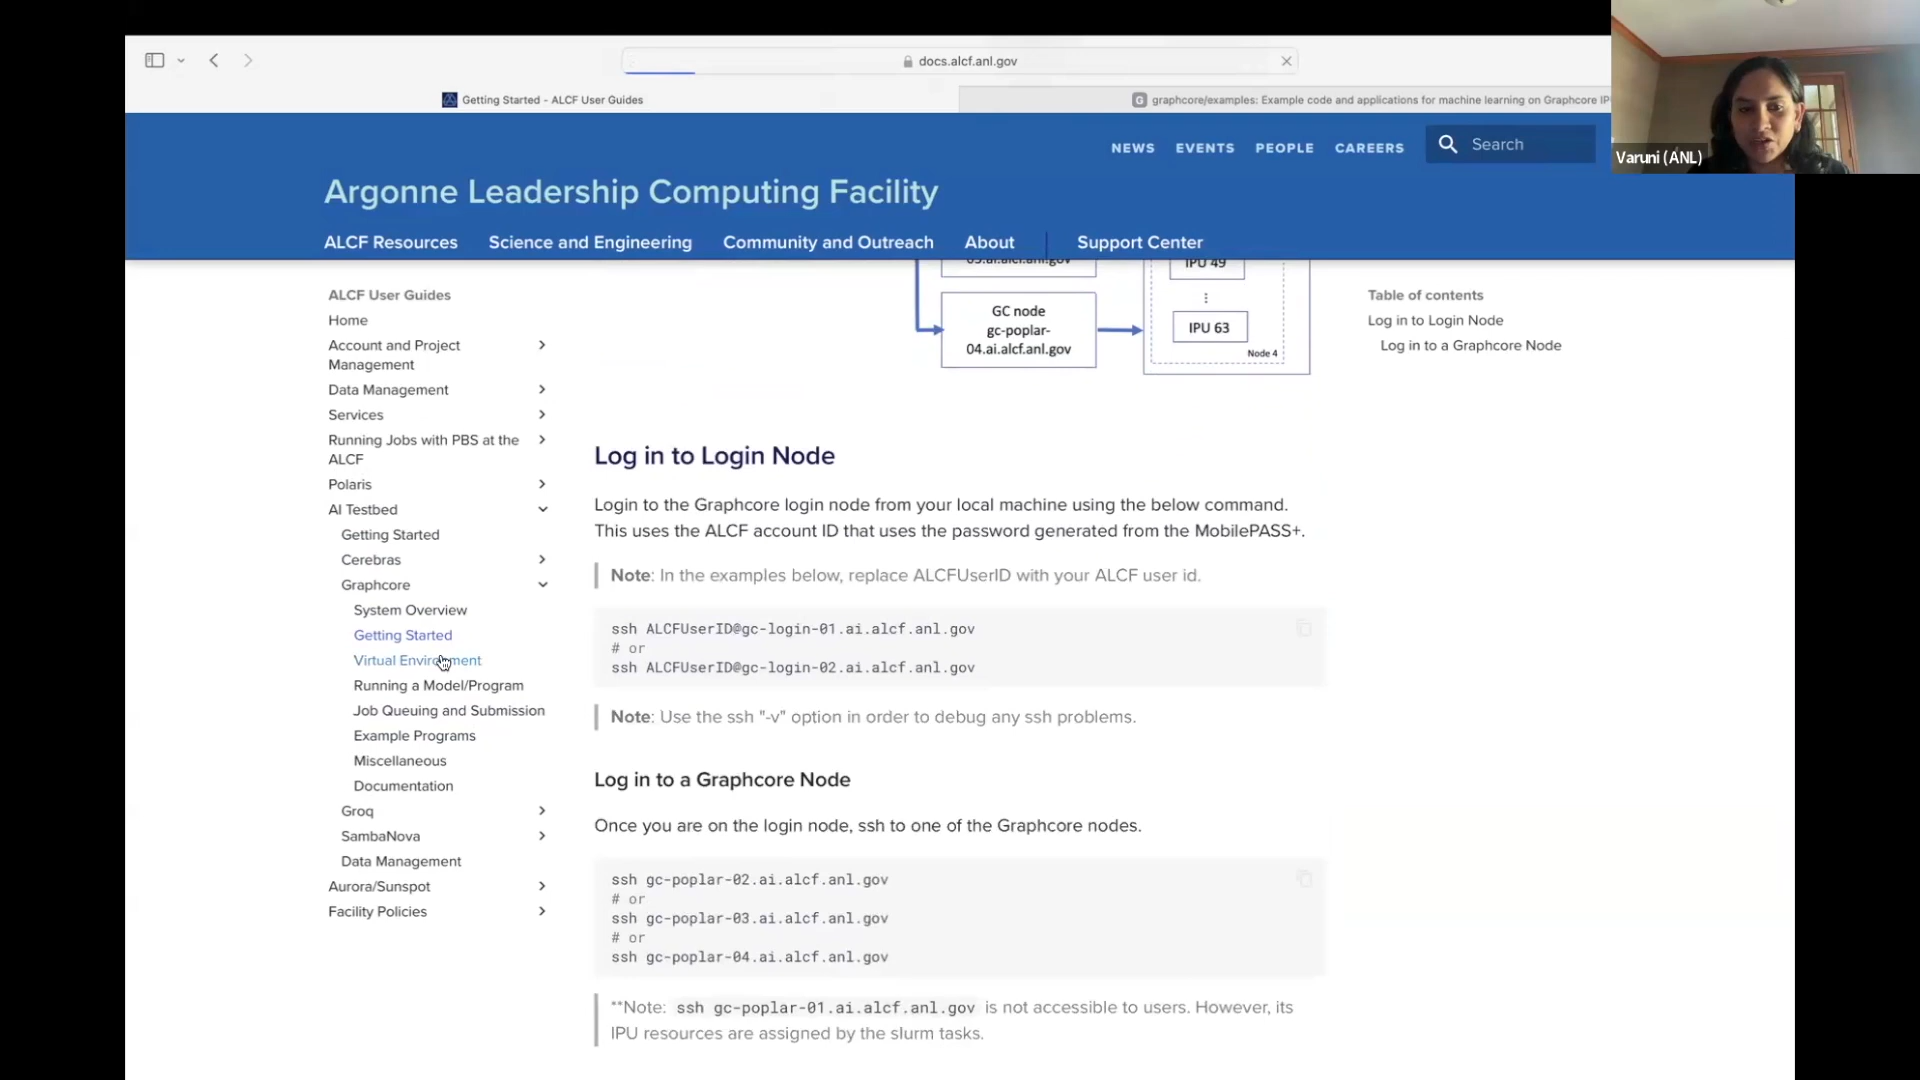 docs.alcf.anl.gov
Getting Started - ALCF User Guides
graphcore/examples: Example code and applications for machine learning on Graphcore IP
Varuni (ANL)
NEWS EVENTS PEOPLE CAREERS Search
Argonne Leadership Computing Facility
ALCF Resources Science and Engineering Community and Outreach About Support Center
ALCF User Guides
Home
Account and Project
Management
Data Management
Services
Running Jobs with PBS at the
ALCF
Polaris
AI Testbed
Getting Started
Cerebras
Graphcore
System Overview
Getting Started
Virtual Environment
Running a Model/Program
Job Queuing and Submission
Example Programs
Miscellaneous
Documentation
Groq
SambaNova
Data Management
Aurora/Sunspot
Facility Policies
03.ai.alcf.anl.gov
IPU 49
GC node
gc-poplar-
04.ai.alcf.anl.gov
IPU 63
Node 4
Log in to Login Node
Login to the Graphcore login node from your local machine using the below command.
This uses the ALCF account ID that uses the password generated from the MobilePASS+.
Note: In the examples below, replace ALCFUserID with your ALCF user id.
ssh ALCFUserID@gc-login-01.ai.alcf.anl.gov
# or
ssh ALCFUserID@gc-login-02.ai.alcf.anl.gov
Note: Use the ssh "-v" option in order to debug any ssh problems.
Log in to a Graphcore Node
Once you are on the login node, ssh to one of the Graphcore nodes.
ssh gc-poplar-02.ai.alcf.anl.gov
# or
ssh gc-poplar-03.ai.alcf.anl.gov
# or
ssh gc-poplar-04.ai.alcf.anl.gov
**Note: ssh gc-poplar-01.ai.alcf.anl.gov is not accessible to users. However, its
IPU resources are assigned by the slurm tasks.
Table of contents
Log in to Login Node
Log in to a Graphcore Node